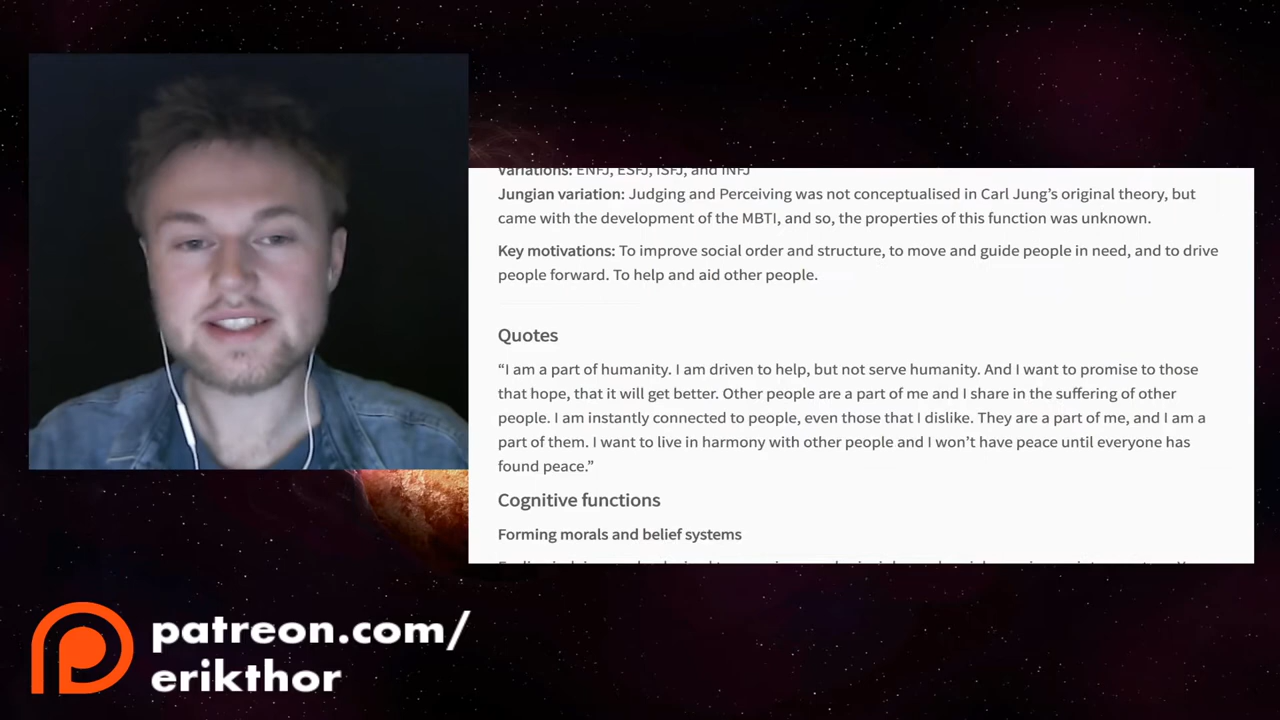 Variations: ENFJ, ESFJ, ISFJ, and INFJ
Jungian variation: Judging and Perceiving was not conceptualised in Carl Jung’s original theory, but
came with the development of the MBTI, and so, the properties of this function was unknown.
Key motivations: To improve social order and structure, to move and guide people in need, and to drive
people forward. To help and aid other people.
Quotes
“I am a part of humanity. I am driven to help, but not serve humanity. And I want to promise to those
that hope, that it will get better. Other people are a part of me and I share in the suffering of other
people. I am instantly connected to people, even those that I dislike. They are a part of me, and I am a
part of them. I want to live in harmony with other people and I won’t have peace until everyone has
found peace.”
Cognitive functions
Forming morals and belief systems
patreon.com/
erikthor